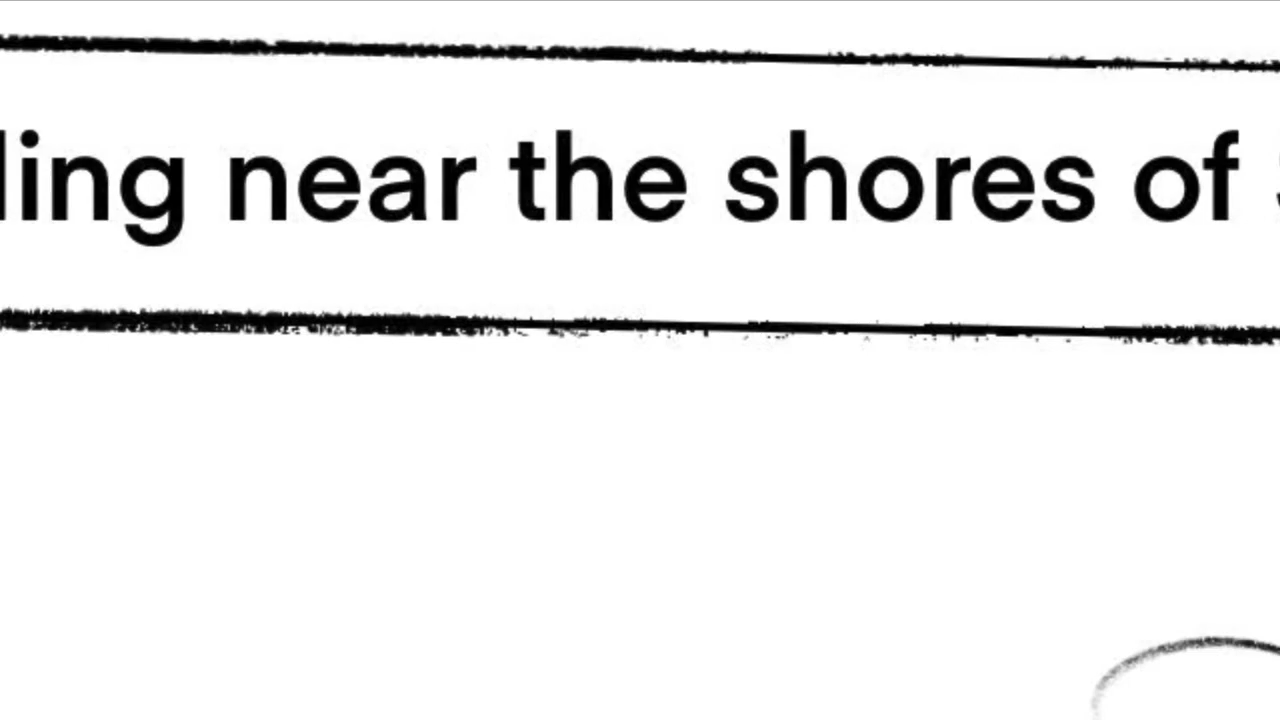 near the shores of